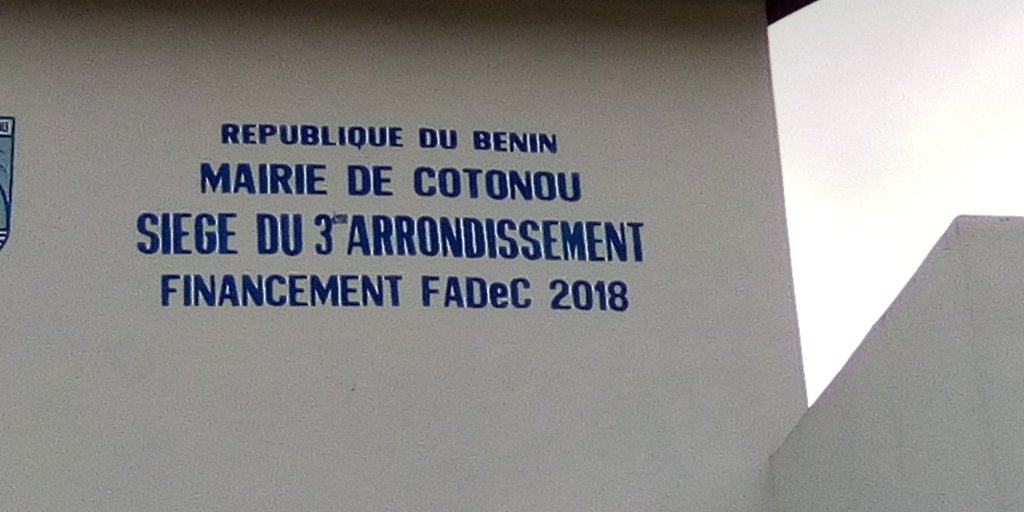 REPUBLIQUE DU BENIN
MAIRIE DE COTONOU
SIEGE DU 3ème ARRONDISSEMENT
FINANCEMENT FADeC 2018